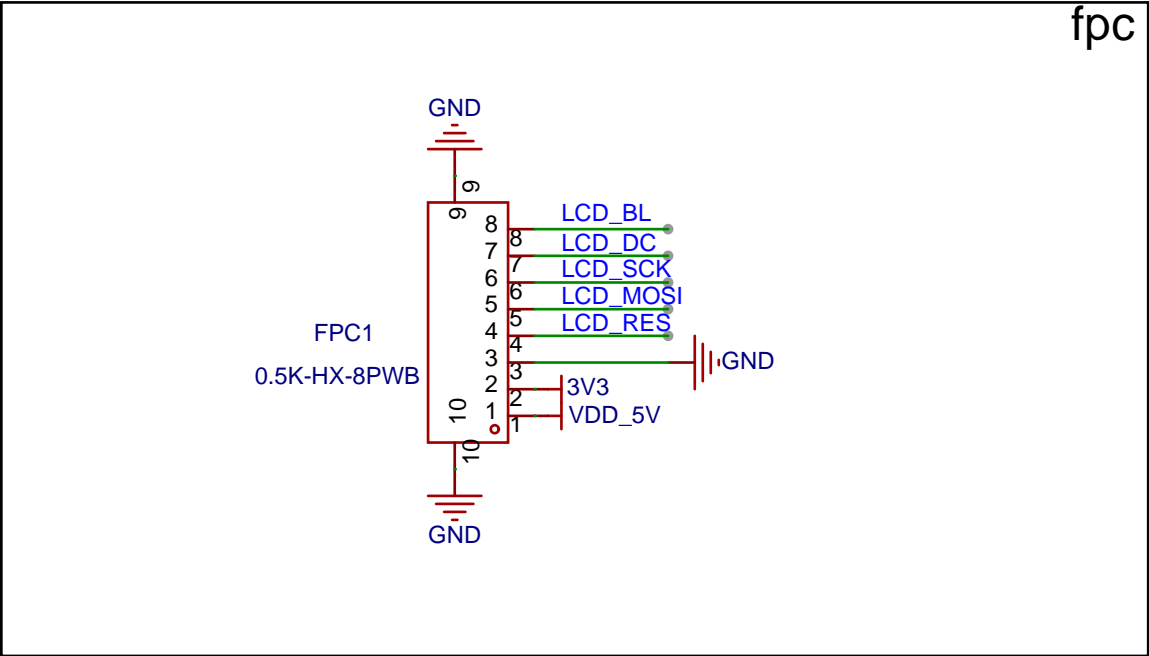 fpc
GND
9
9
8 LCD_BL
8
7 LCD_DC
7
6 LCD_SCK
6
5 LCD_MOSI
5
4 LCD_RES
4
FPC1
3 GND
3
0.5K-HX-8PWB
2 3V3
2
1 VDD_5V
1
10
10
GND